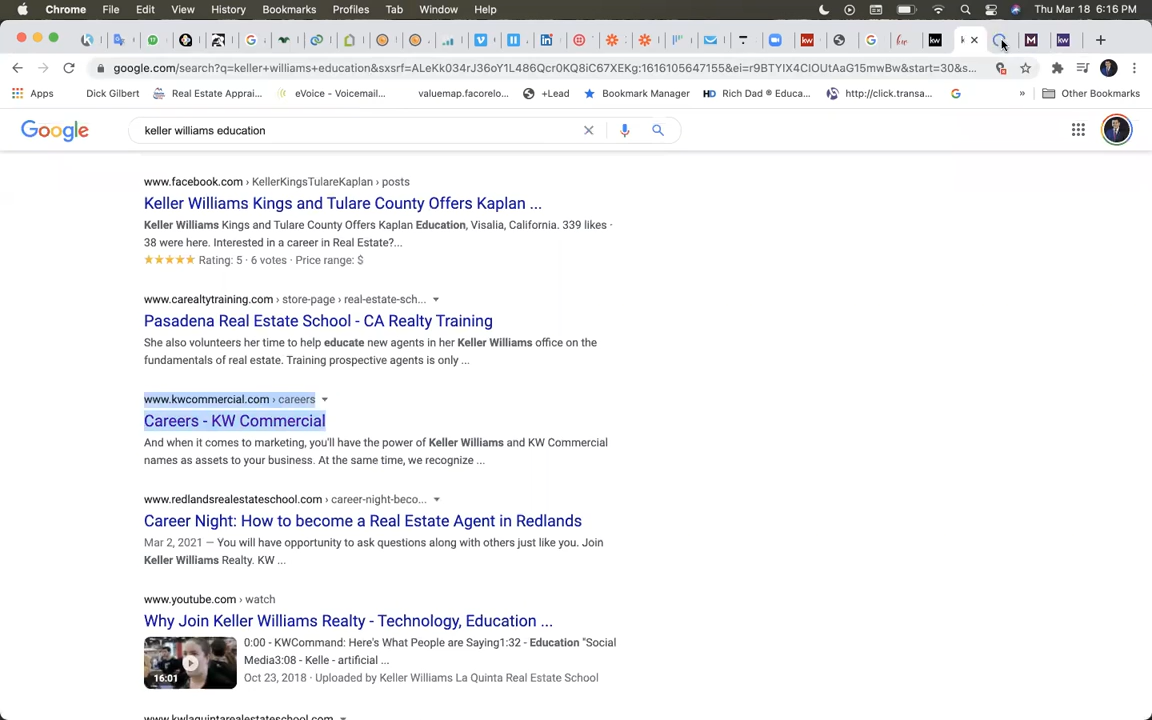 Chrome File Edit View History Bookmarks Profiles Tab Window Help Thu Mar 18 6:16 PM
google.com/search?q=keller+williams+education&sxsrf=ALeKk034rJ36oY1L486Qcr0KQ8iC67XEKg:1616105647155&ei=r9BTYIX4CIOUtAaG15mwBw&start=30&s...
Apps Dick Gilbert Real Estate Apprai... eVoice - Voicemail... valuemap.facorelo... +Lead Bookmark Manager HD Rich Dad ® Educa... http://click.transa... » Other Bookmarks
Google keller williams education
www.facebook.com › KellerKingsTulareKaplan › posts
Keller Williams Kings and Tulare County Offers Kaplan ...
Keller Williams Kings and Tulare County Offers Kaplan Education, Visalia, California. 339 likes ·
38 were here. Interested in a career in Real Estate?...
Rating: 5 · 6 votes · Price range: $
www.carealtytraining.com › store-page › real-estate-sch...
Pasadena Real Estate School - CA Realty Training
She also volunteers her time to help educate new agents in her Keller Williams office on the
fundamentals of real estate. Training prospective agents is only ...
www.kwcommercial.com › careers
Careers - KW Commercial
And when it comes to marketing, you'll have the power of Keller Williams and KW Commercial
names as assets to your business. At the same time, we recognize ...
www.redlandsrealestateschool.com › career-night-beco...
Career Night: How to become a Real Estate Agent in Redlands
Mar 2, 2021 — You will have opportunity to ask questions along with others just like you. Join
Keller Williams Realty. KW ...
www.youtube.com › watch
Why Join Keller Williams Realty - Technology, Education ...
0:00 - KWCommand: Here's What People are Saying1:32 - Education "Social
Media3:08 - Kelle - artificial ...
16:01
Oct 23, 2018 · Uploaded by Keller Williams La Quinta Real Estate School
www.kwlaquintarealestateschool.com